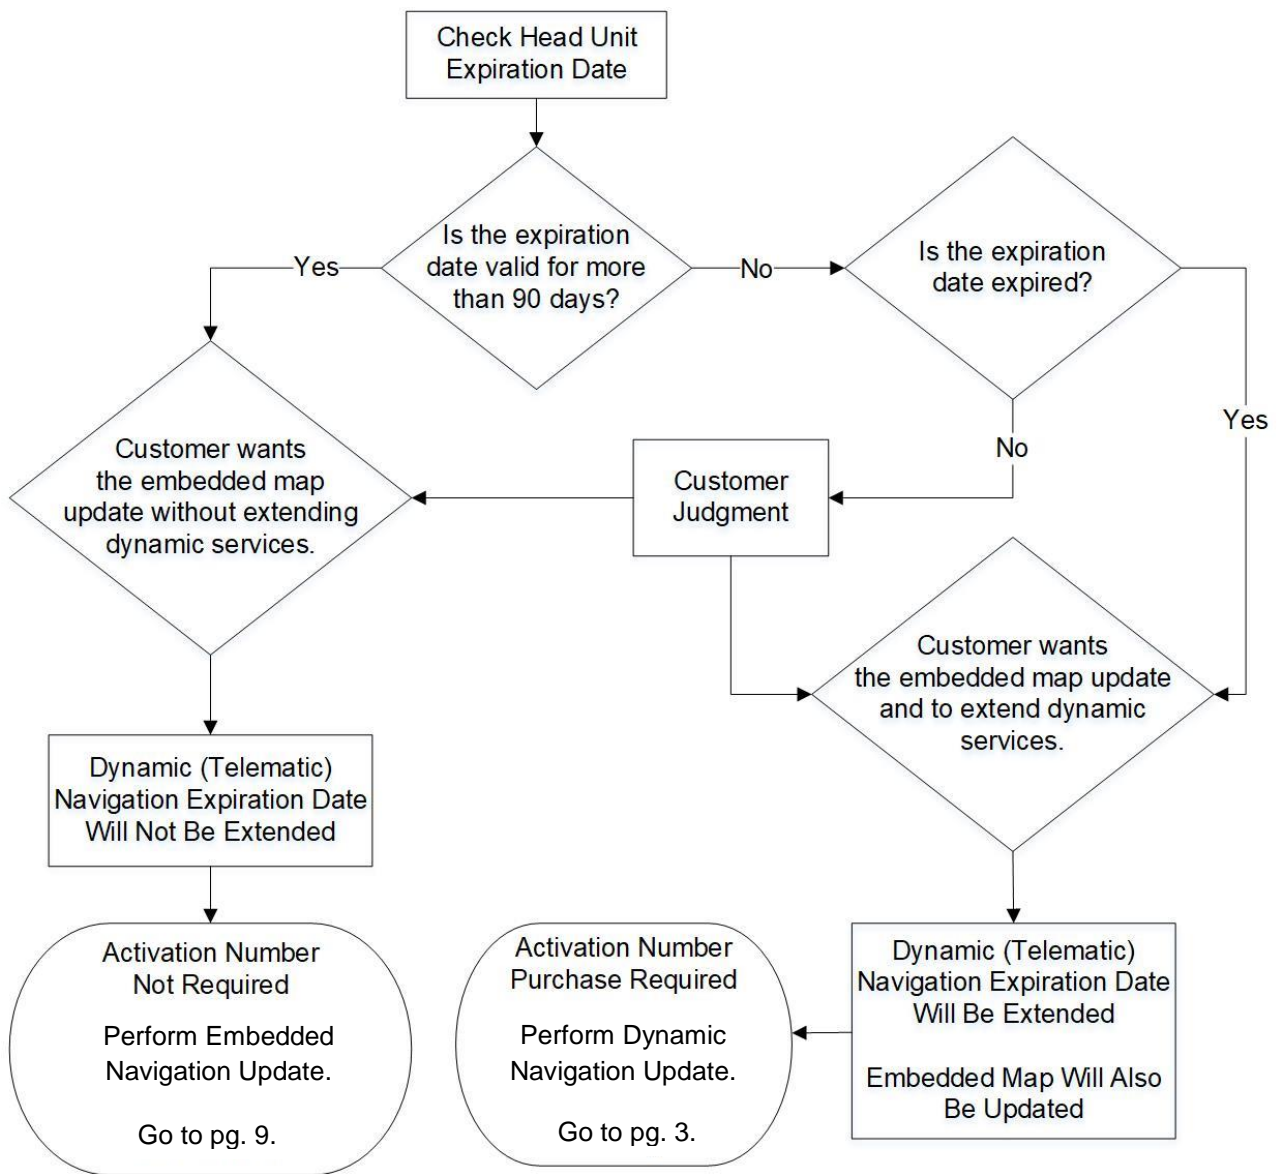 Check Head Unit
Expiration Date
Is the expiration
date valid for more
than 90 days?
Yes
No
Is the expiration
date expired?
Yes
No
Customer
Judgment
Customer wants
the embedded map
update without extending
dynamic services.
Customer wants
the embedded map update
and to extend dynamic
services.
Dynamic (Telematic)
Navigation Expiration Date
Will Not Be Extended
Activation Number
Not Required
Perform Embedded
Navigation Update.
Go to pg. 9.
Activation Number
Purchase Required
Perform Dynamic
Navigation Update.
Go to pg. 3.
Dynamic (Telematic)
Navigation Expiration Date
Will Be Extended
Embedded Map Will Also
Be Updated